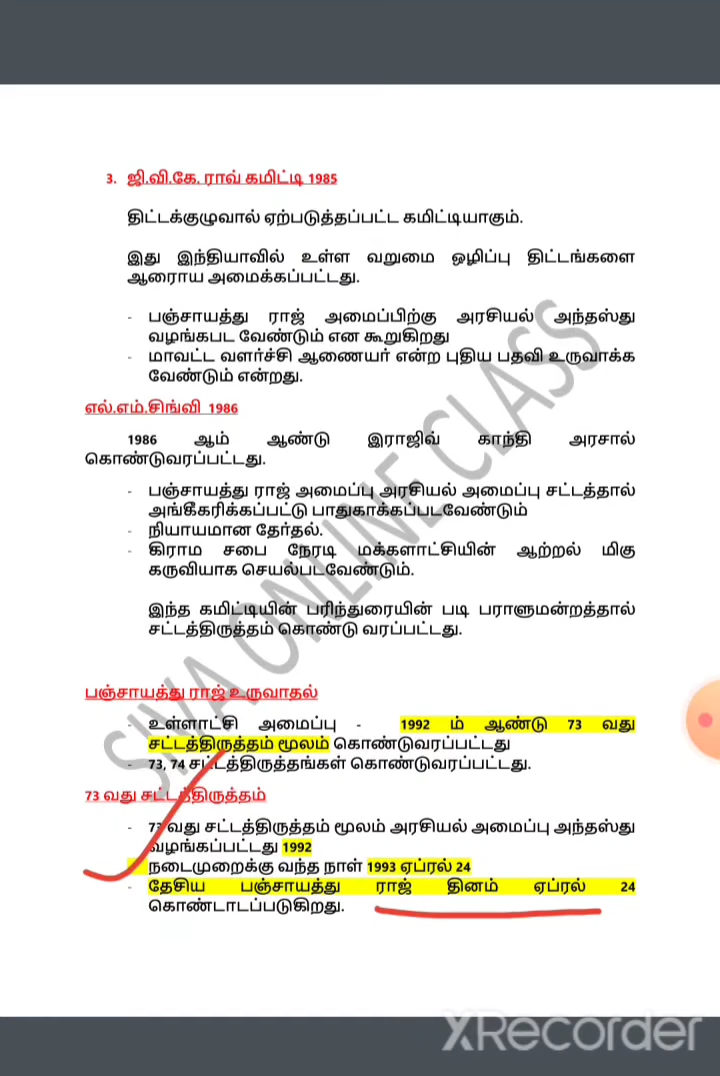 3. ஜி.வி.கே. ராவ் கமிட்டி 1985
திட்டக்குழுவால் ஏற்படுத்தப்பட்ட கமிட்டியாகும்.
இது இந்தியாவில் உள்ள வறுமை ஒழிப்பு திட்டங்களை
ஆராய அமைக்கப்பட்டது.
- பஞ்சாயத்து ராஜ் அமைப்பிற்கு அரசியல் அந்தஸ்து
வழங்கபட வேண்டும் என கூறுகிறது
- மாவட்ட வளர்ச்சி ஆணையர் என்ற புதிய பதவி உருவாக்க
வேண்டும் என்றது.
எல்.எம்.சிங்வி 1986
1986 ஆம் ஆண்டு இராஜிவ் காந்தி அரசால்
கொண்டுவரப்பட்டது.
- பஞ்சாயத்து ராஜ் அமைப்பு அரசியல் அமைப்பு சட்டத்தால்
அங்கீகரிக்கப்பட்டு பாதுகாக்கப்படவேண்டும்
- நியாயமான தேர்தல்.
- கிராம சபை நேரடி மக்களாட்சியின் ஆற்றல் மிகு
கருவியாக செயல்படவேண்டும்.
இந்த கமிட்டியின் பரிந்துரையின் படி பராளுமன்றத்தால்
சட்டத்திருத்தம் கொண்டு வரப்பட்டது.
பஞ்சாயத்து ராஜ் உருவாதல்
- உள்ளாட்சி அமைப்பு - 1992 ம் ஆண்டு 73 வது
சட்டத்திருத்தம் மூலம் கொண்டுவரப்பட்டது
- 73, 74 சட்டத்திருத்தங்கள் கொண்டுவரப்பட்டது.
73 வது சட்டத்திருத்தம்
- 73 வது சட்டத்திருத்தம் மூலம் அரசியல் அமைப்பு அந்தஸ்து
வழங்கப்பட்டது 1992
நடைமுறைக்கு வந்த நாள் 1993 ஏப்ரல் 24
- தேசிய பஞ்சாயத்து ராஜ் தினம் ஏப்ரல் 24
கொண்டாடப்படுகிறது.
SIVA ONLINE CLASS
XRecorder